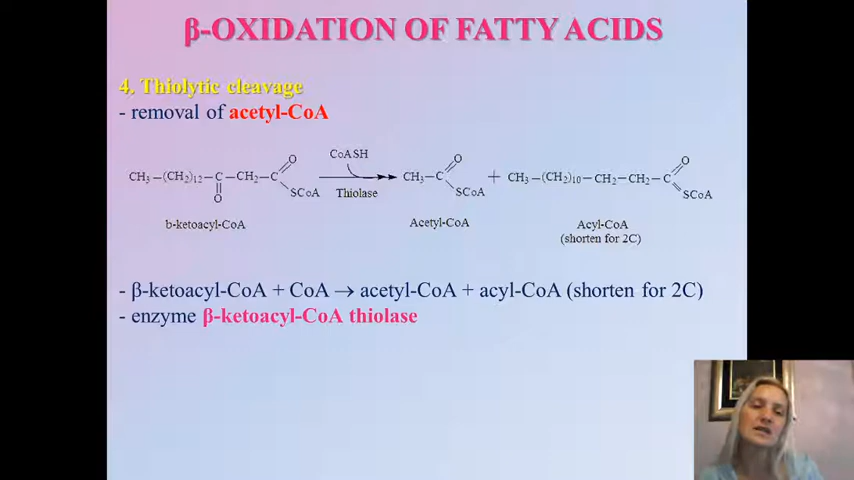 β-OXIDATION OF FATTY ACIDS
4. Thiolytic cleavage
- removal of acetyl-CoA
CH3–(CH2)12–C–CH2–C
O
O
SCoA
CoASH
Thiolase
CH3–C
O
SCoA
+
CH3–(CH2)10–CH2–CH2–C
O
SCoA
b-ketoacyl-CoA
Acetyl-CoA
Acyl-CoA
(shorten for 2C)
- β-ketoacyl-CoA + CoA → acetyl-CoA + acyl-CoA (shorten for 2C)
- enzyme β-ketoacyl-CoA thiolase